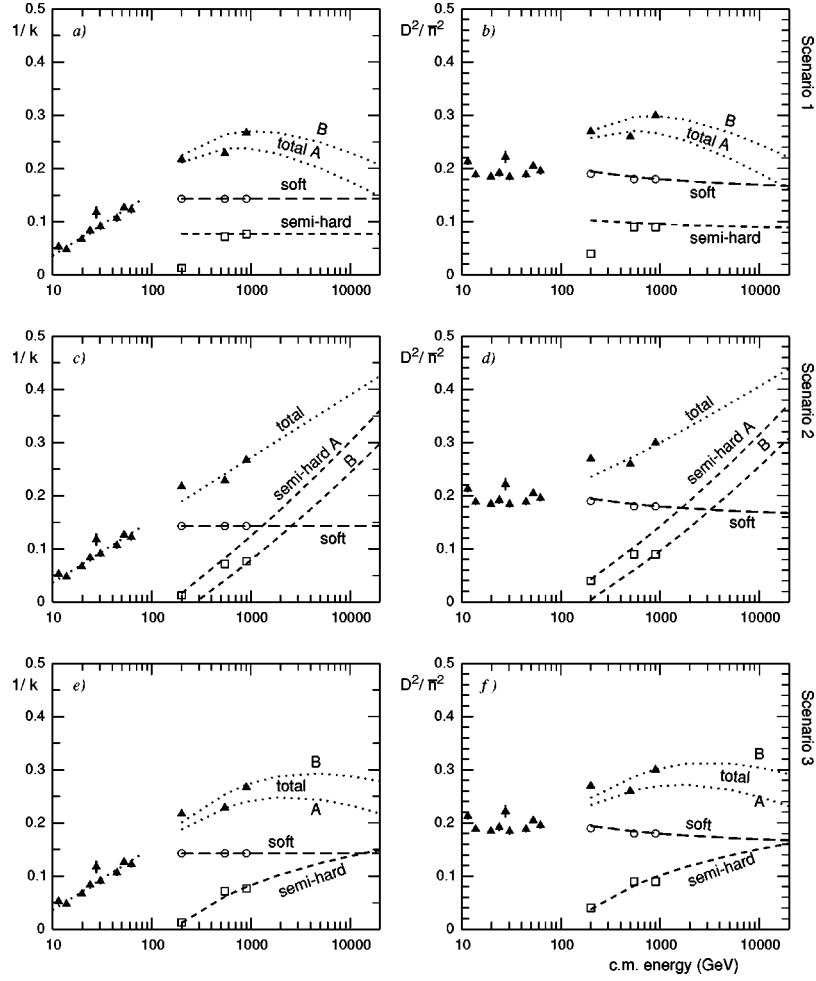 0.5
1/ k
a)
0.4
0.3
B
total A
0.2
soft
0.1
semi-hard
0
10 100 1000 10000
0.5
D²/ n̅²
b)
0.4
0.3
B
total A
0.2
soft
0.1
semi-hard
0
10 100 1000 10000
Scenario 1
0.5
1/ k
c)
0.4
total
0.3
semi-hard A
B
0.2
soft
0.1
0
10 100 1000 10000
0.5
D²/ n̅²
d)
0.4
total
0.3
semi-hard A
B
0.2
soft
0.1
0
10 100 1000 10000
Scenario 2
0.5
1/ k
e)
0.4
B
0.3
total
A
0.2
soft
semi-hard
0.1
0
10 100 1000 10000
0.5
D²/ n̅²
f)
0.4
B
0.3
total
A
0.2
soft
semi-hard
0.1
0
10 100 1000 10000
c.m. energy (GeV)
Scenario 3